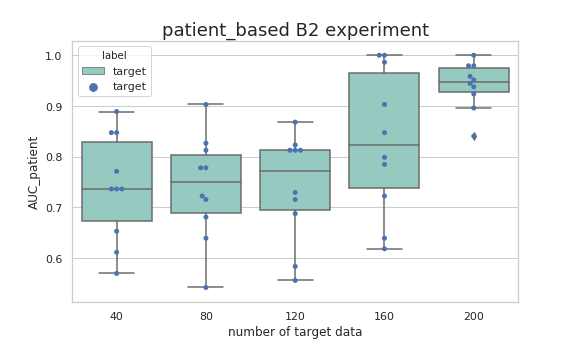 patient_based B2 experiment
label
target
target
AUC_patient
1.0
0.9
0.8
0.7
0.6
40 80 120 160 200
number of target data